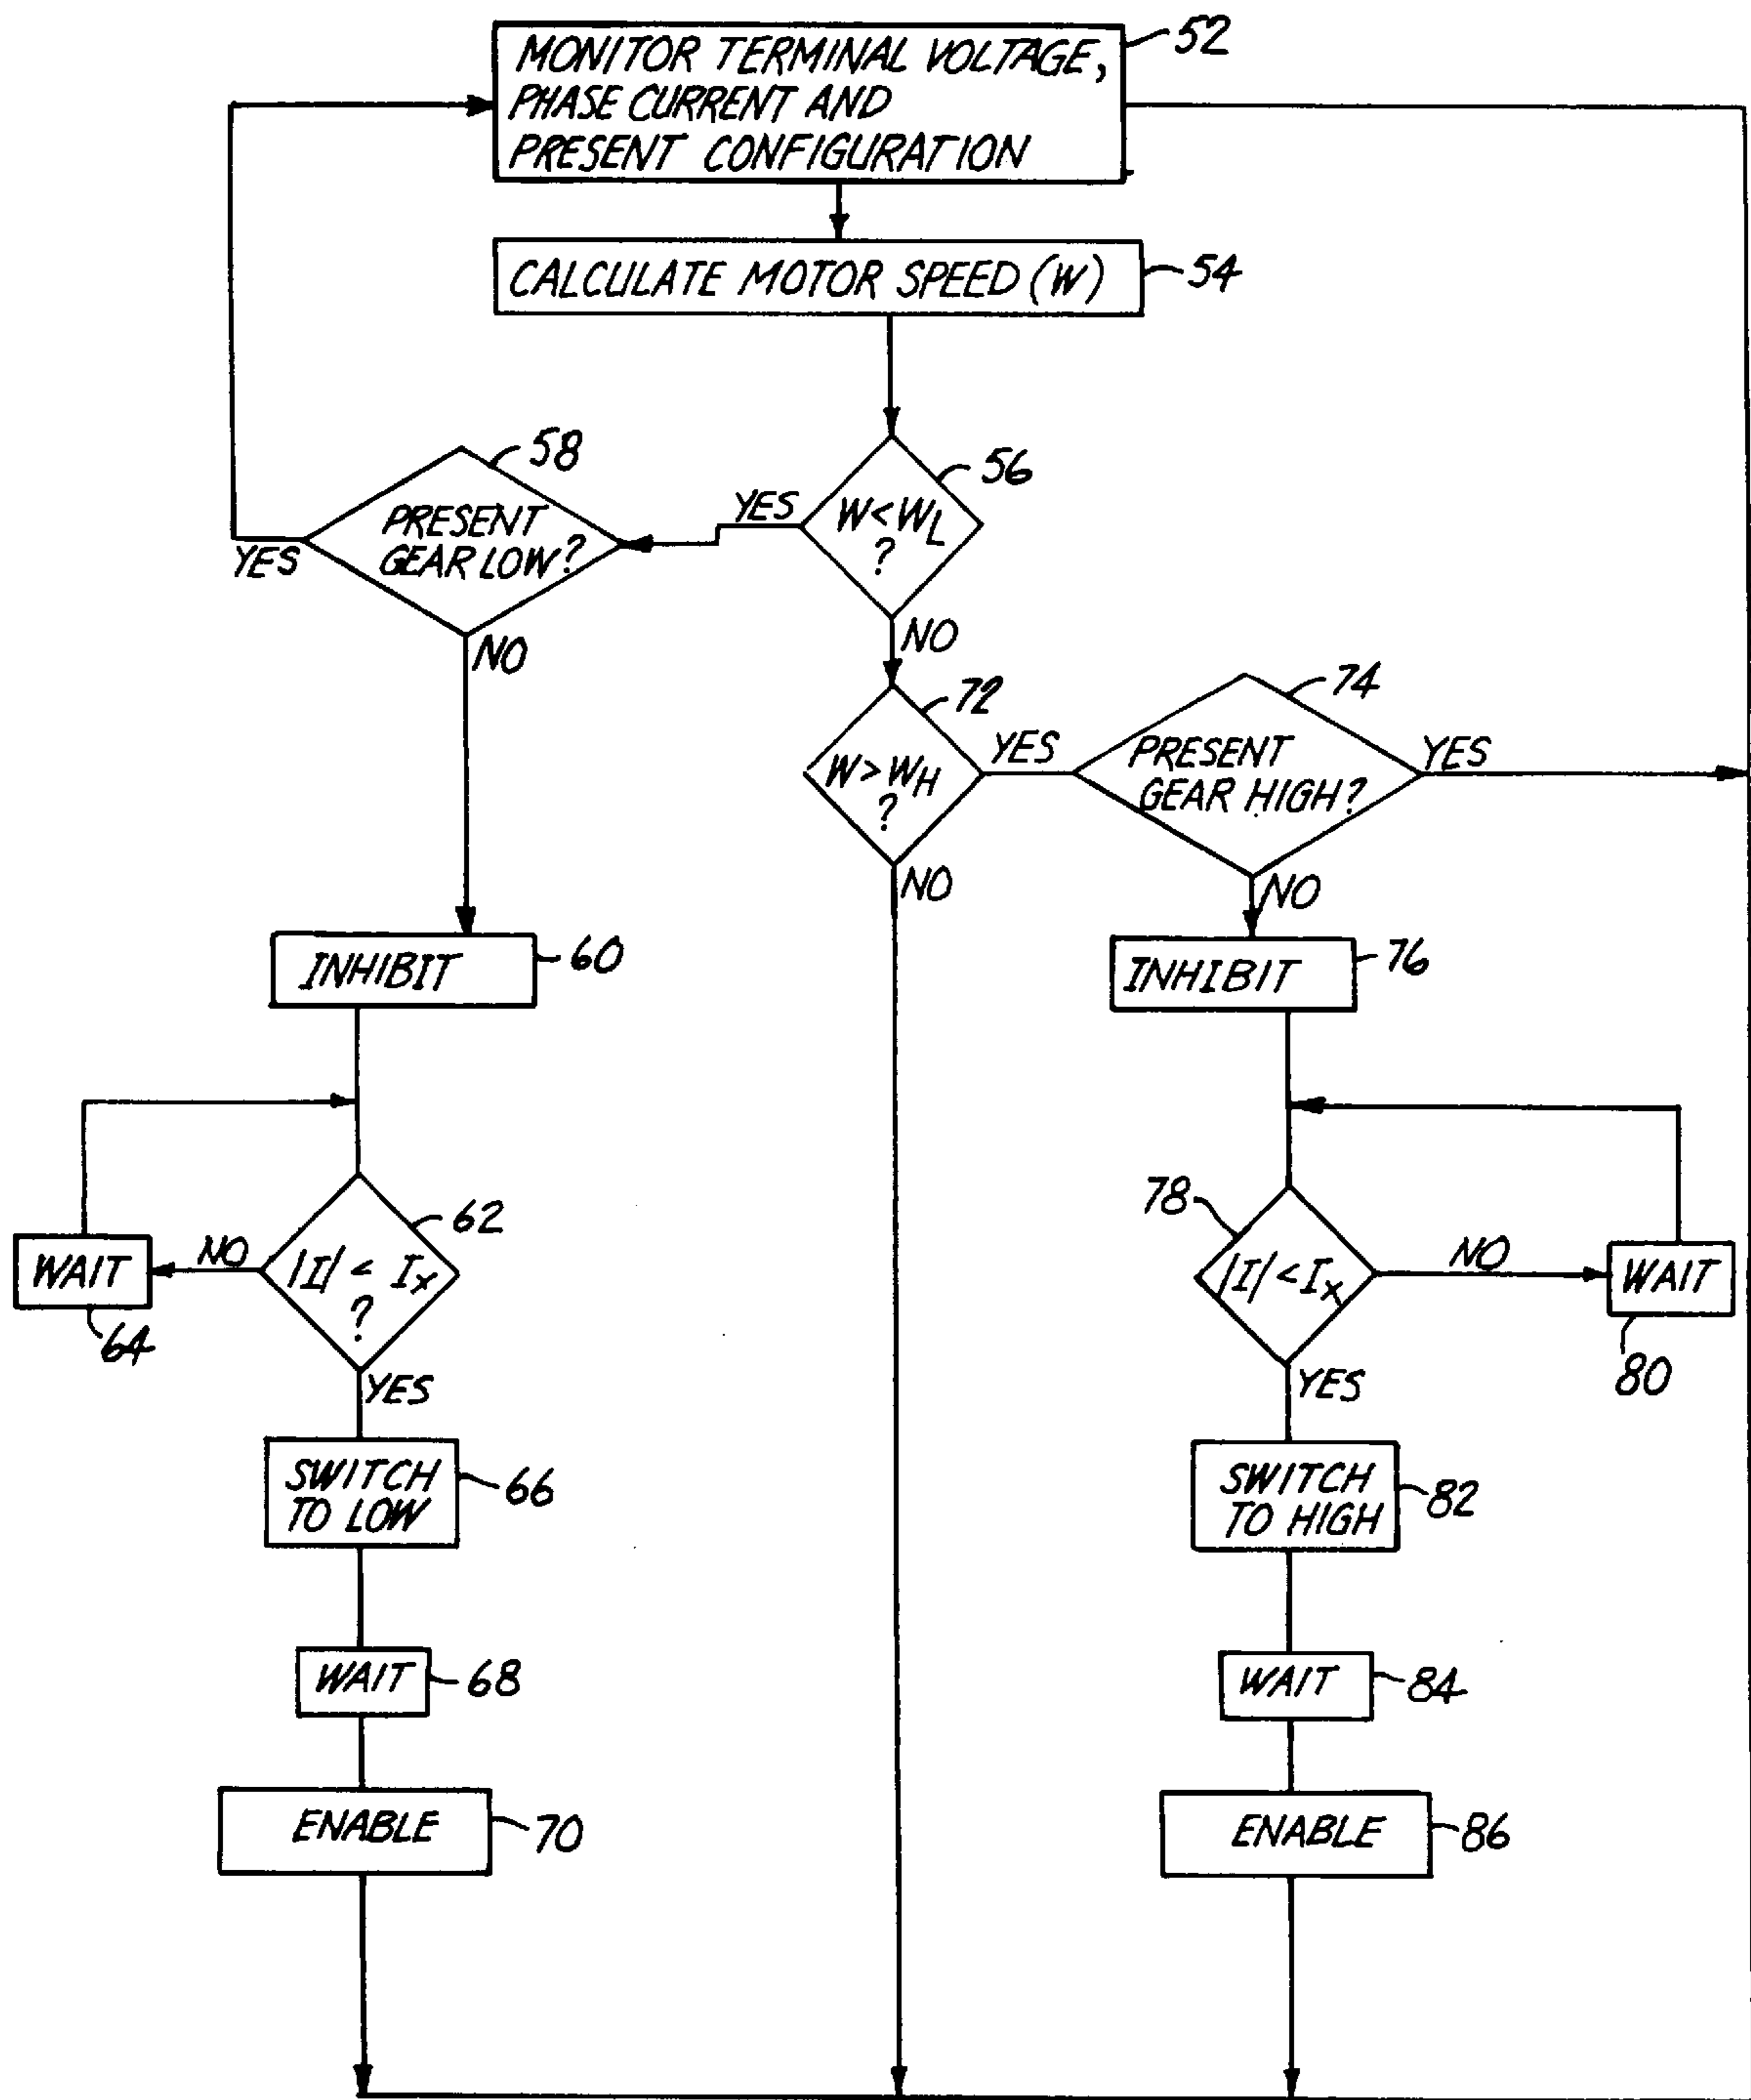 MONITOR TERMINAL VOLTAGE,
PHASE CURRENT AND
PRESENT CONFIGURATION
52
CALCULATE MOTOR SPEED (W)
54
58
PRESENT
GEAR LOW?
YES
NO
YES
56
W<WL
?
NO
72
W>WH
?
YES
NO
74
PRESENT
GEAR HIGH?
YES
NO
INHIBIT
60
INHIBIT
76
62
|I| < Ix
?
NO
WAIT
64
YES
78
|I|<Ix
NO
WAIT
80
YES
SWITCH
TO LOW
66
SWITCH
TO HIGH
82
WAIT
68
WAIT
84
ENABLE
70
ENABLE
86